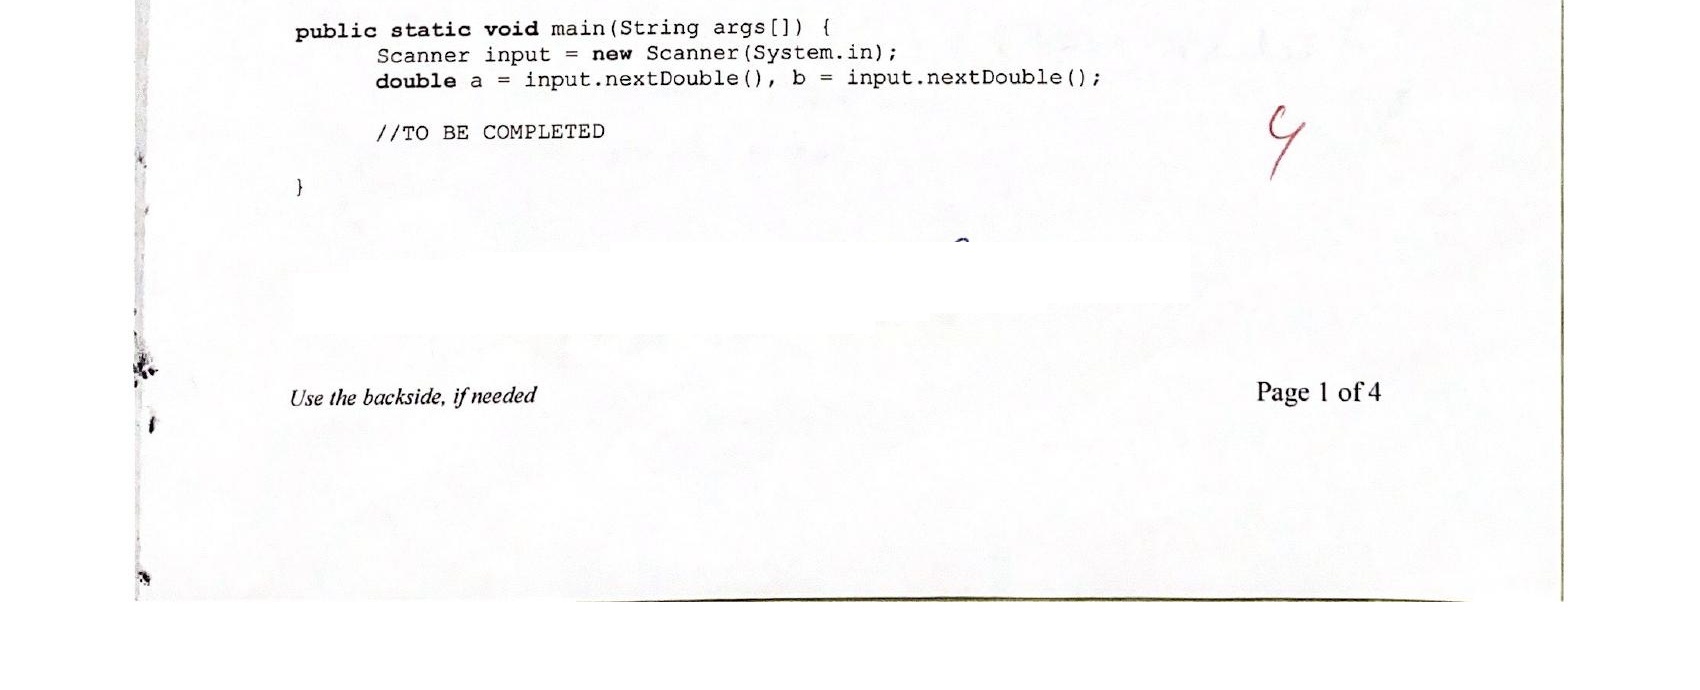 public static void main(String args[]) {
Scanner input = new Scanner(System.in);
double a = input.nextDouble(), b = input.nextDouble();
//TO BE COMPLETED
4
}
Use the backside, if needed
Page 1 of 4